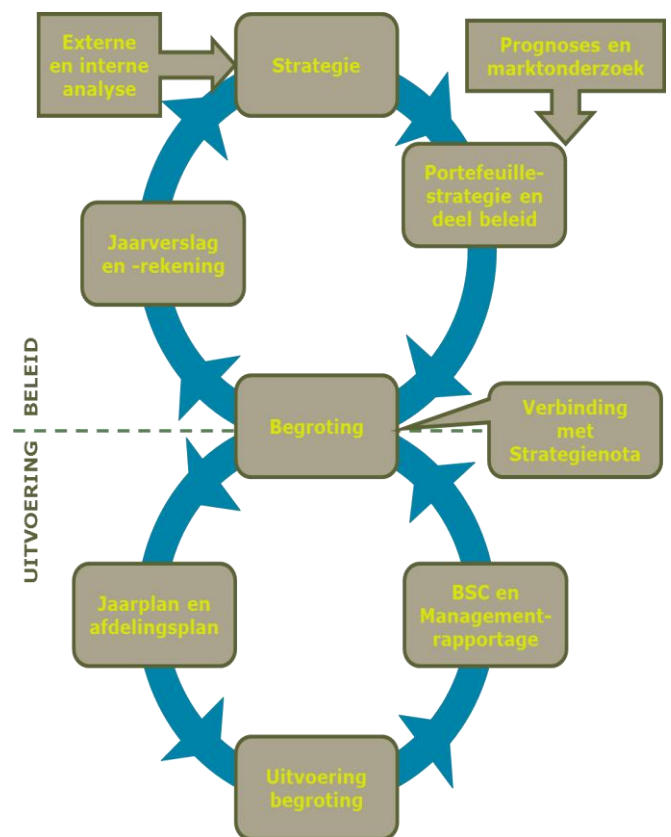 Externe
en interne
analyse
Strategie
Prognoses en
marktonderzoek
Portefeuille-
strategie en
deel beleid
Jaarverslag
en -rekening
BELEID
Begroting
Verbinding
met
Strategienota
UITVOERING
Jaarplan en
afdelingsplan
BSC en
Management-
rapportage
Uitvoering
begroting